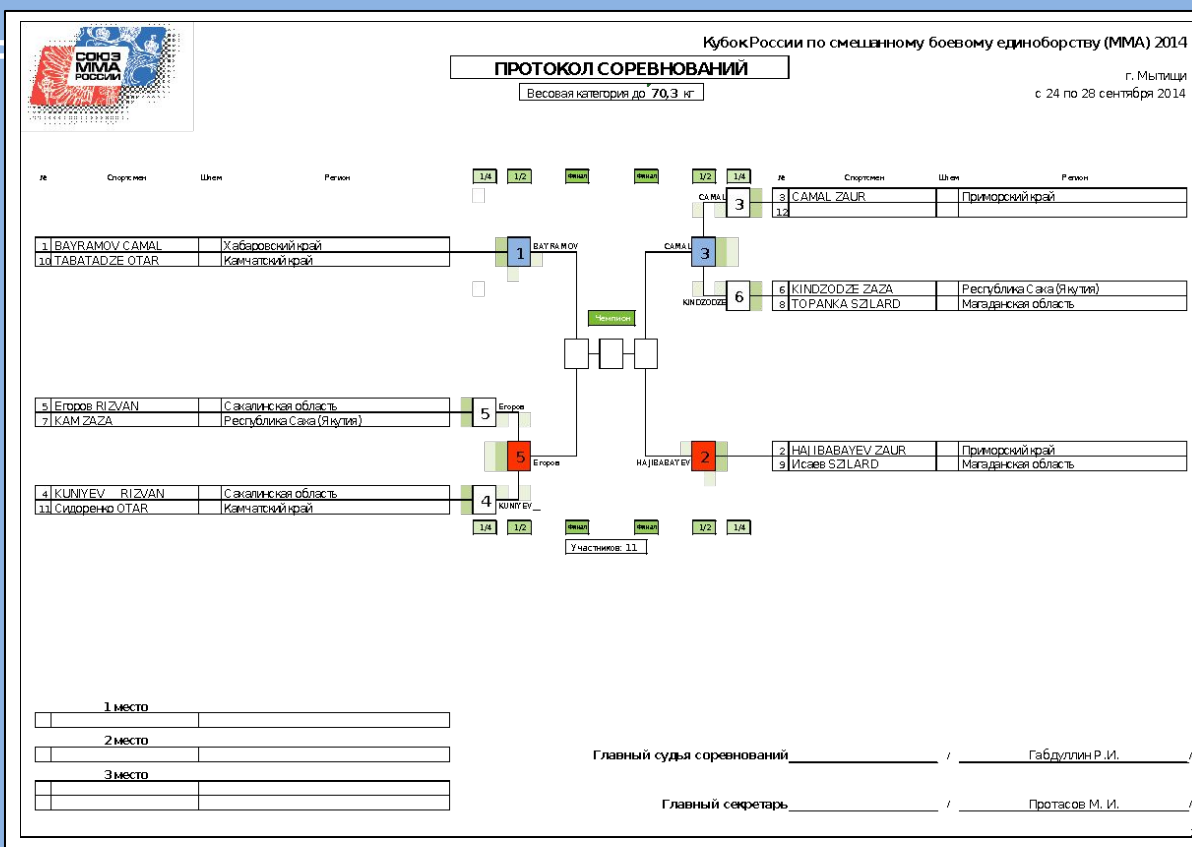 СОЮЗ
ММА
РОССИИ
Кубок России по смешанному боевому единоборству (ММА) 2014
ПРОТОКОЛ СОРЕВНОВАНИЙ
г. Мытищи
Весовая категория до 70,3 кг
с 24 по 28 сентября 2014
№ Спортсмен Шлем Регион 1/4 1/2 Финал Финал 1/2 1/4 № Спортсмен Шлем Регион
CAMAL 3 3 CAMAL ZAUR Приморский край
12
1 BAYRAMOV CAMAL Хабаровский край 1 BAYRAMOV CAMAL 3
10 TABATADZE OTAR Камчатский край
6 KINDZODZE ZAZA Республика Саха (Якутия)
KINDZODZE 6 8 TOPANKA SZILARD Магаданская область
Чемпион
5 Егоров RIZVAN Сахалинская область 5 Егоров
7 KAM ZAZA Республика Саха (Якутия)
5 Егоров HAJIBABAYEV 2 2 HAJIBABAYEV ZAUR Приморский край
9 Исаев SZILARD Магаданская область
4 KUNIYEV RIZVAN Сахалинская область 4 KUNIYEV__
11 Сидоренко OTAR Камчатский край
1/4 1/2 Финал Финал 1/2 1/4
Участников: 11
1 место
2 место
3 место
Главный судья соревнований / Габдуллин Р.И. /
Главный секретарь / Протасов М. И. /